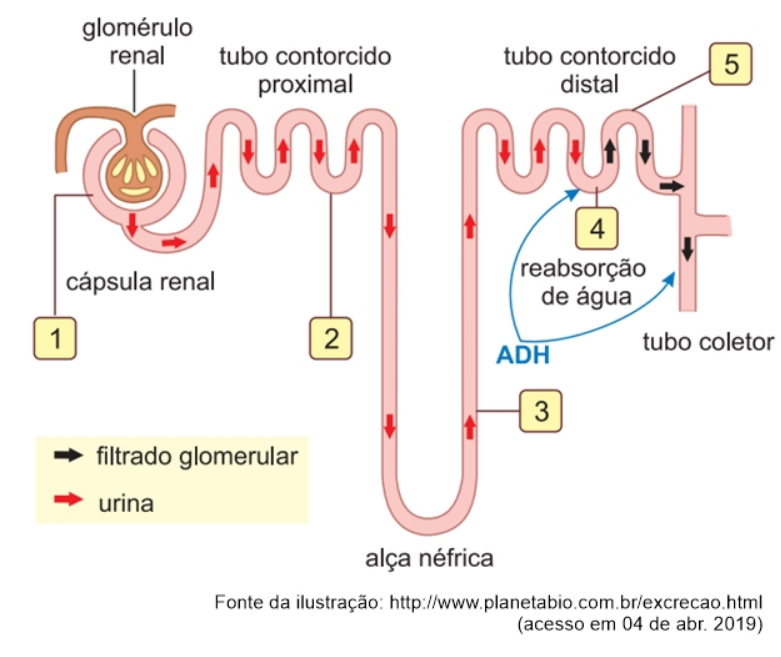 glomérulo
renal
tubo contorcido
proximal
tubo contorcido
distal
5
1
cápsula renal
2
4
reabsorção
de água
ADH
tubo coletor
3
filtrado glomerular
urina
alça néfrica
Fonte da ilustração: http://www.planetabio.com.br/excrecao.html
(acesso em 04 de abr. 2019)